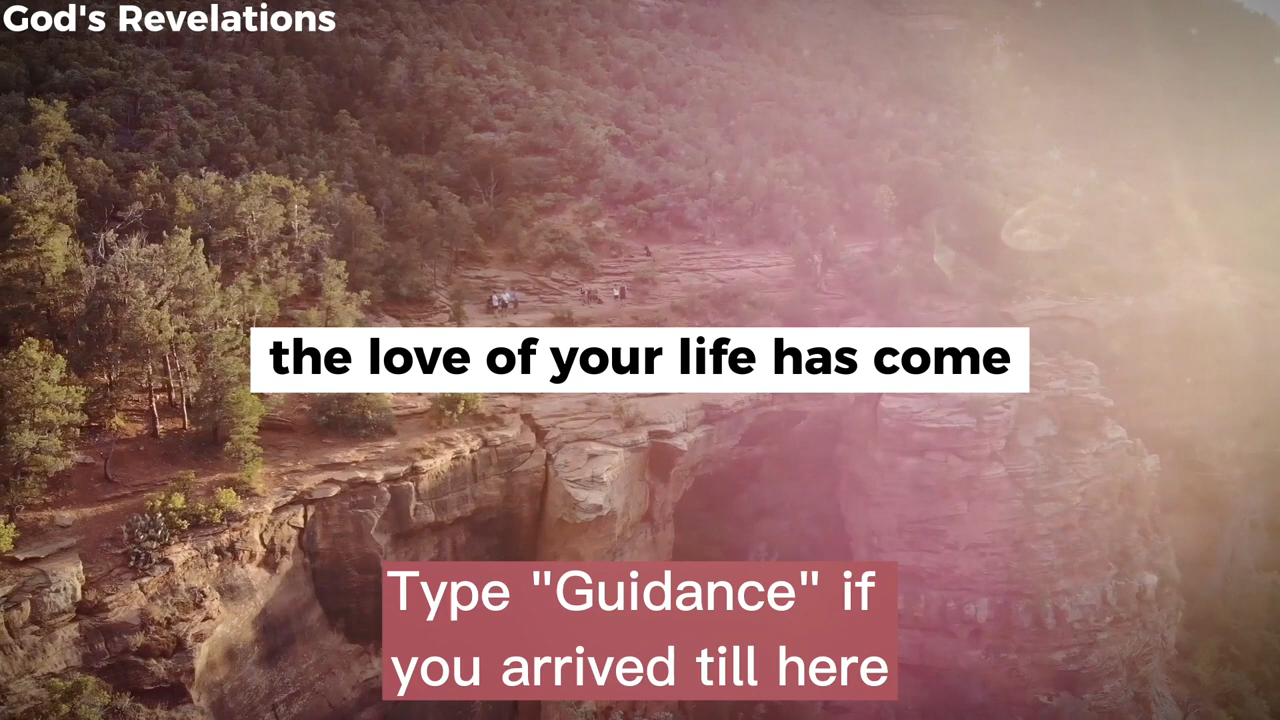 God's Revelations
the love of your life has come
Type "Guidance" if
you arrived till here